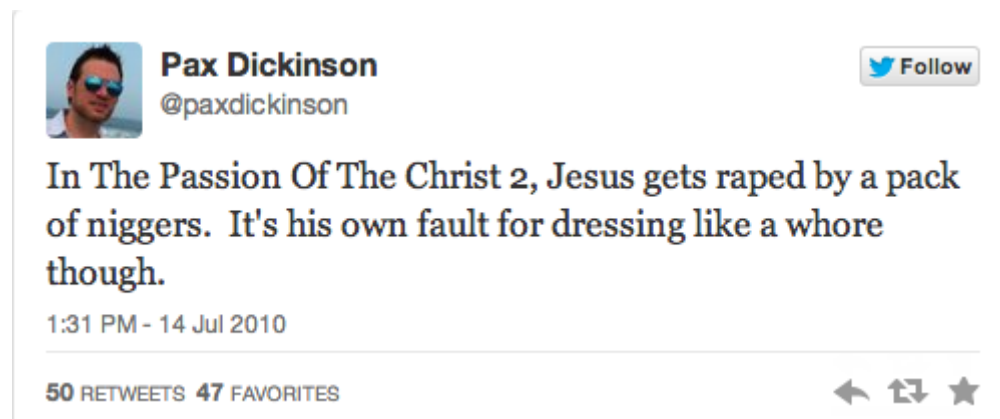 Pax Dickinson
Follow
@paxdickinson
In The Passion Of The Christ 2, Jesus gets raped by a pack
of niggers.  It's his own fault for dressing like a whore
though.
1:31 PM - 14 Jul 2010
50 RETWEETS 47 FAVORITES